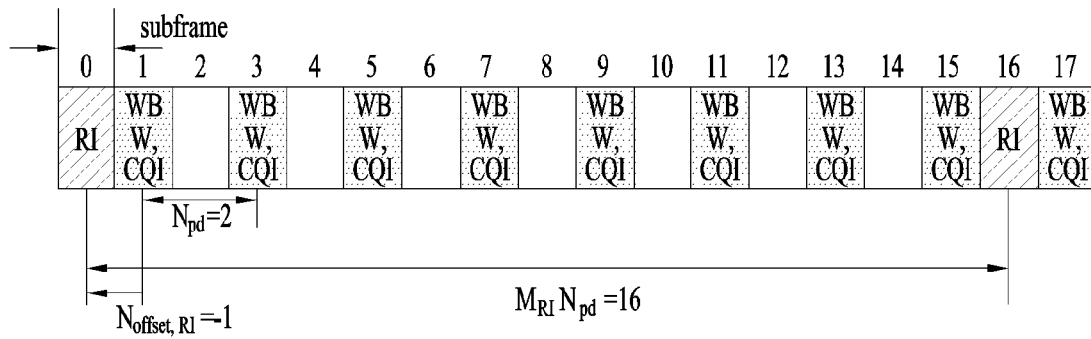 subframe
0 1 2 3 4 5 6 7 8 9 10 11 12 13 14 15 16 17
RI WB WB WB WB WB WB WB WB RI WB
W, W, W, W, W, W, W, W, W,
CQI CQI CQI CQI CQI CQI CQI CQI CQI
Npd=2
MRI Npd =16
Noffset, RI =-1